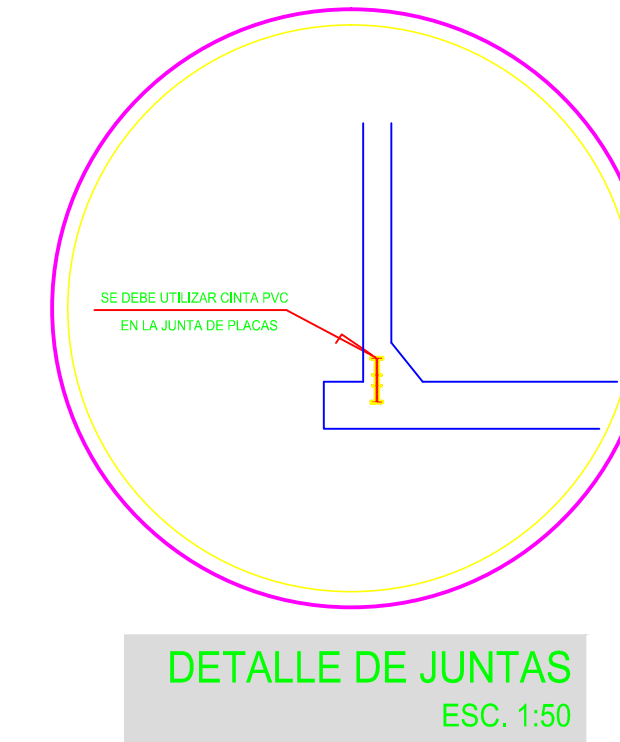 SE DEBE UTILIZAR CINTA PVC
EN LA JUNTA DE PLACAS
DETALLE DE JUNTAS
ESC. 1:50